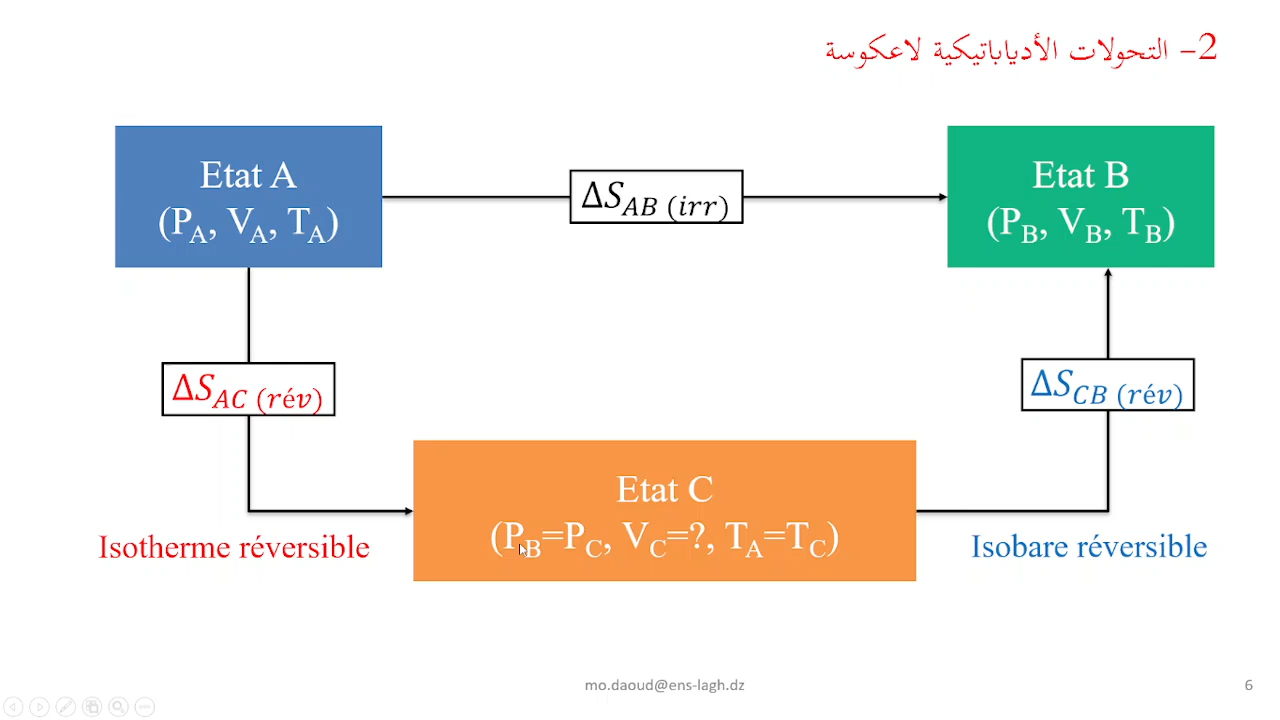 2- التحولات الأدياباتيكية لاعكوسة
Etat A
(P_A, V_A, T_A)
ΔS_AB (irr)
Etat B
(P_B, V_B, T_B)
ΔS_AC (rév)
ΔS_CB (rév)
Etat C
(P_B=P_C, V_C=?, T_A=T_C)
Isotherme réversible
Isobare réversible
mo.daoud@ens-lagh.dz
6